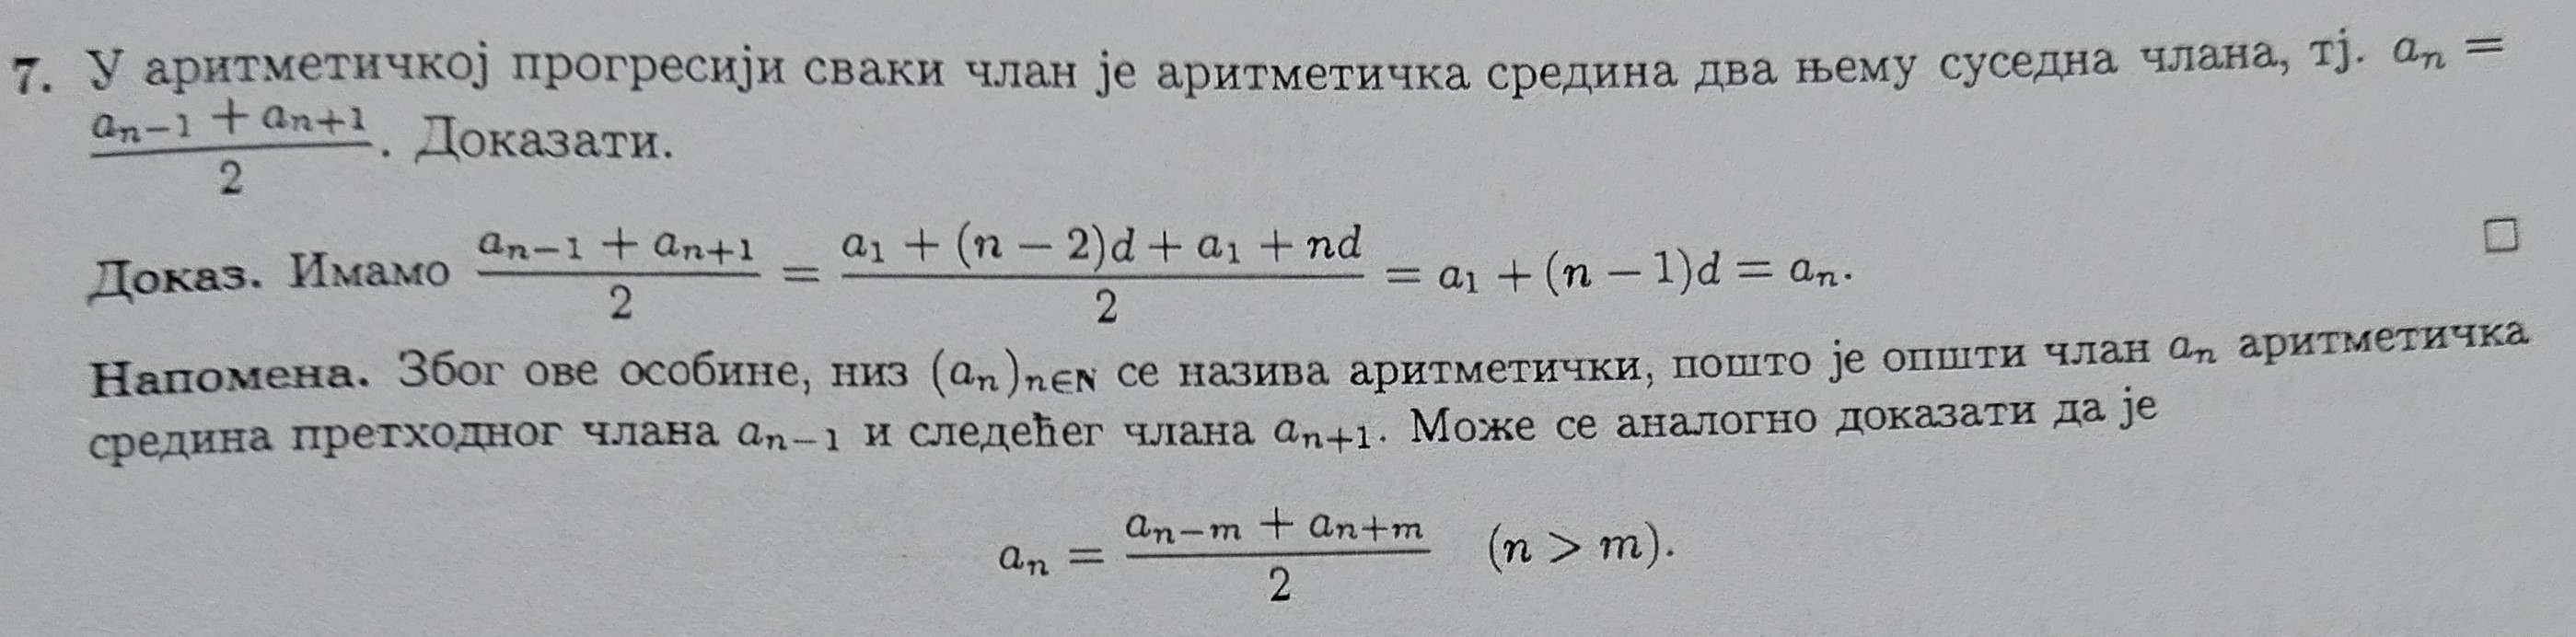 7. У аритметичкој прогресији сваки члан је аритметичка средина два њему суседна члана, тј. $a_n =$
$\frac{a_{n-1} + a_{n+1}}{2}$. Доказати.
Доказ. Имамо $\frac{a_{n-1} + a_{n+1}}{2} = \frac{a_1 + (n-2)d + a_1 + nd}{2} = a_1 + (n-1)d = a_n.$ □
Напомена. Због ове особине, низ $(a_n)_{n \in \mathbb{N}}$ се назива аритметички, пошто је општи члан $a_n$ аритметичка
средина претходног члана $a_{n-1}$ и следећег члана $a_{n+1}$. Може се аналогно доказати да је
$a_n = \frac{a_{n-m} + a_{n+m}}{2} \quad (n > m).$